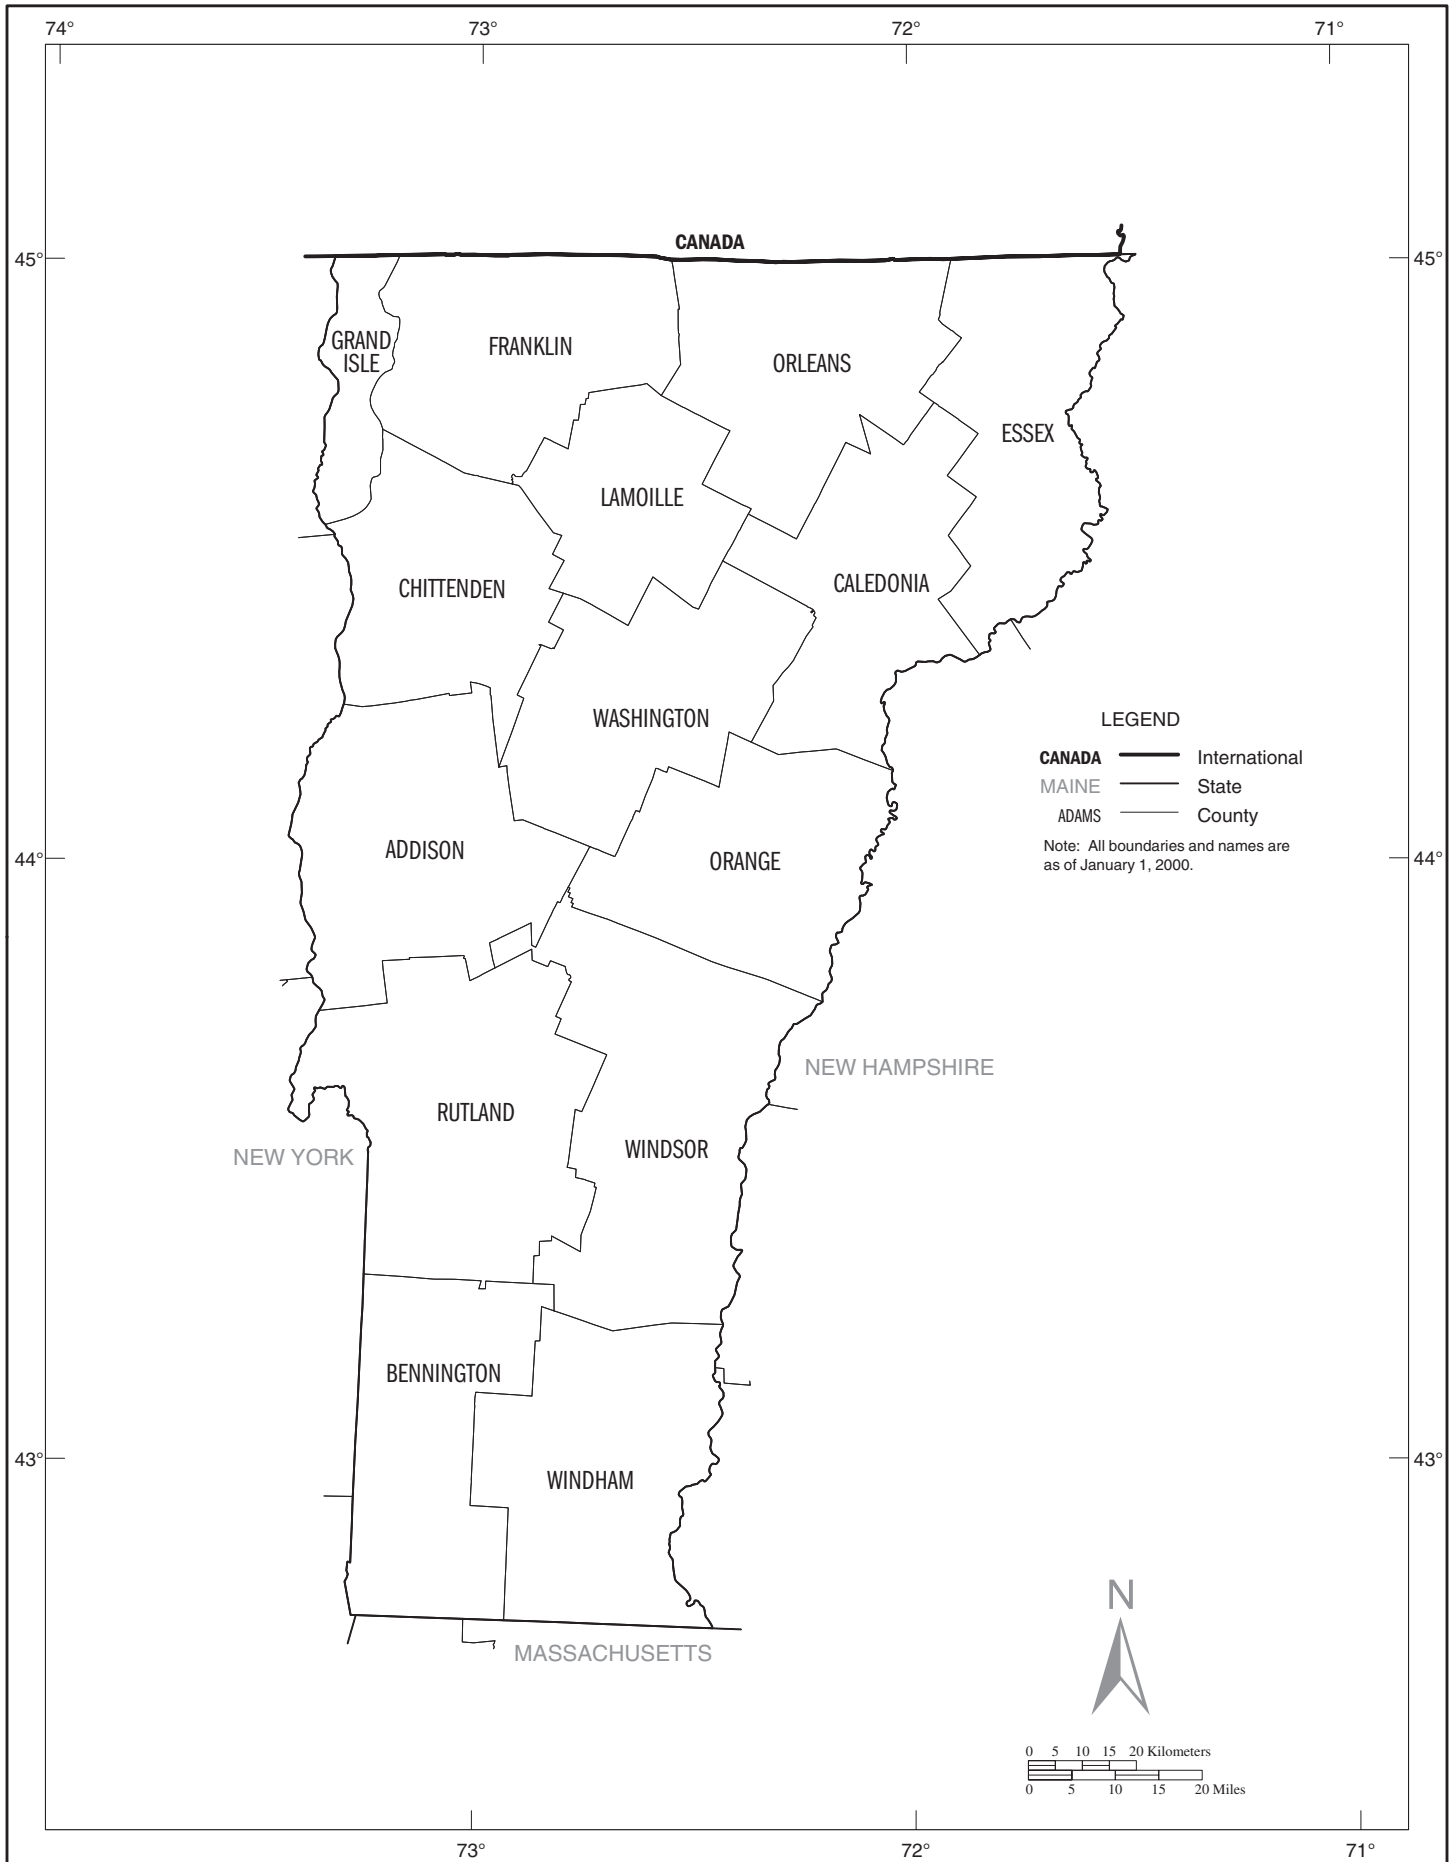 74° 73° 72° 71°
CANADA
45° 45°
GRAND
ISLE
FRANKLIN
ORLEANS
ESSEX
LAMOILLE
CHITTENDEN
CALEDONIA
WASHINGTON
LEGEND
CANADA International
MAINE State
ADAMS County
Note: All boundaries and names are
as of January 1, 2000.
ADDISON
44° 44°
ORANGE
NEW HAMPSHIRE
RUTLAND
WINDSOR
NEW YORK
BENNINGTON
43° 43°
WINDHAM
N
MASSACHUSETTS
0 5 10 15 20 Kilometers
0 5 10 15 20 Miles
73° 72° 71°